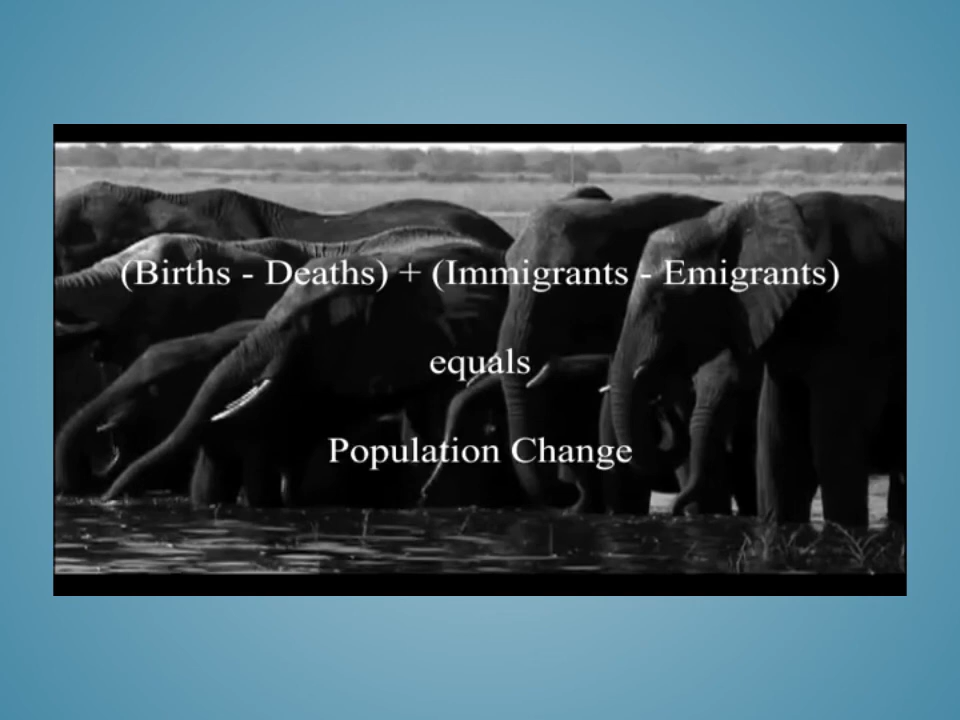 (Births - Deaths) + (Immigrants - Emigrants)
equals
Population Change